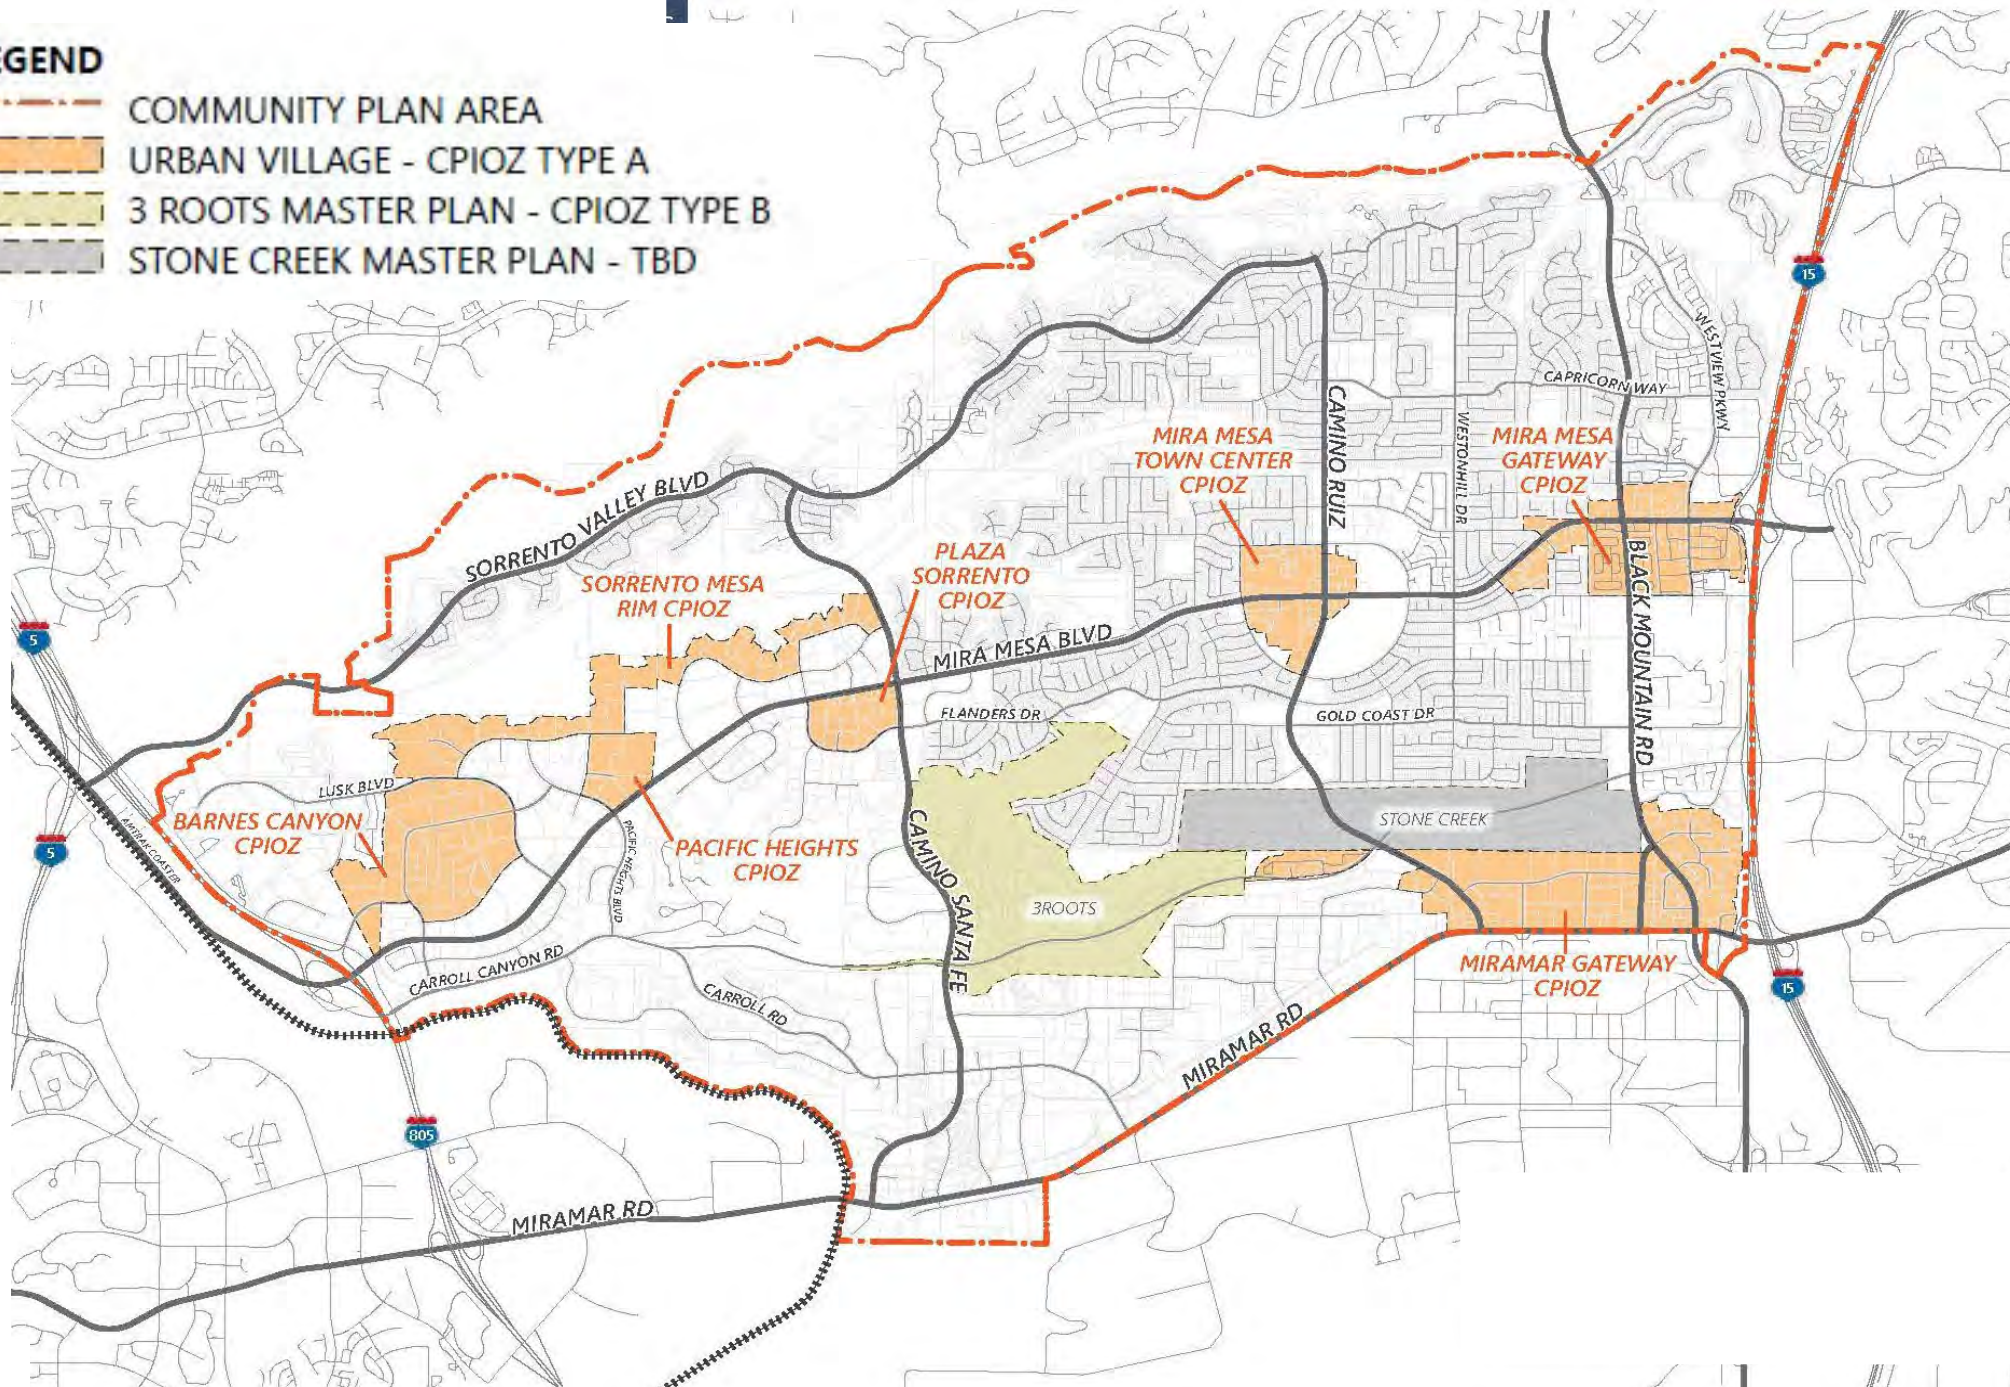 EGEND
COMMUNITY PLAN AREA
URBAN VILLAGE - CPIOZ TYPE A
3 ROOTS MASTER PLAN - CPIOZ TYPE B
STONE CREEK MASTER PLAN - TBD
15
WESTVIEW PKWY
CAPRICORN WAY
CAMINO RUIZ
WESTONHILL DR
MIRA MESA
TOWN CENTER
CPIOZ
MIRA MESA
GATEWAY
CPIOZ
SORRENTO VALLEY BLVD
PLAZA
SORRENTO
CPIOZ
SORRENTO MESA
RIM CPIOZ
BLACK MOUNTAIN RD
5
MIRA MESA BLVD
FLANDERS DR
GOLD COAST DR
LUSK BLVD
BARNES CANYON
CPIOZ
5
AMTRAK COASTER
PACIFIC HEIGHTS BLVD
PACIFIC HEIGHTS
CPIOZ
CAMINO SANTA FE
STONE CREEK
3ROOTS
MIRAMAR GATEWAY
CPIOZ
15
CARROLL CANYON RD
CARROLL RD
MIRAMAR RD
805
MIRAMAR RD